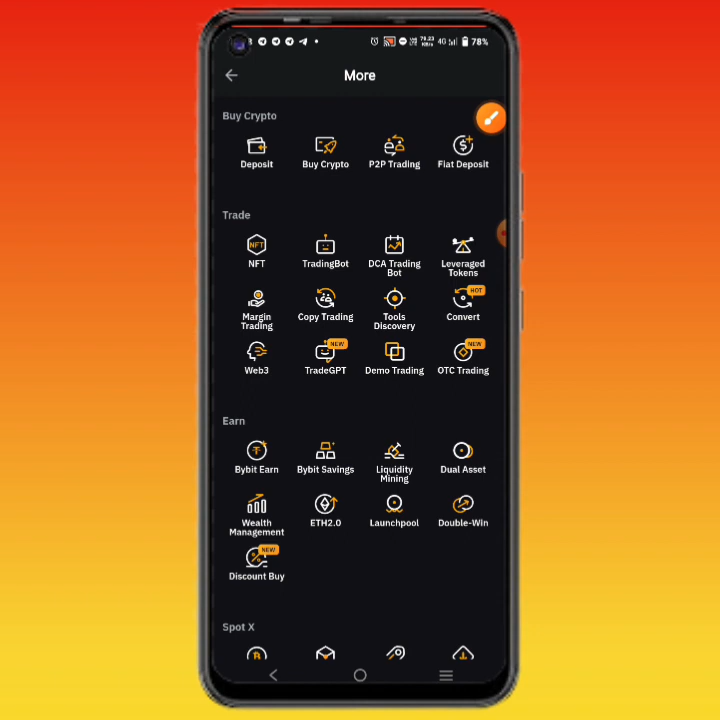 78.23
KB/s
4G
78%
More
Buy Crypto
Deposit
Buy Crypto
P2P Trading
Fiat Deposit
Trade
NFT
NFT
TradingBot
DCA Trading
Bot
Leveraged
Tokens
HOT
Margin
Trading
Copy Trading
Tools
Discovery
Convert
NEW
NEW
Web3
TradeGPT
Demo Trading
OTC Trading
Earn
Bybit Earn
Bybit Savings
Liquidity
Mining
Dual Asset
Wealth
Management
ETH2.0
Launchpool
Double-Win
NEW
Discount Buy
Spot X